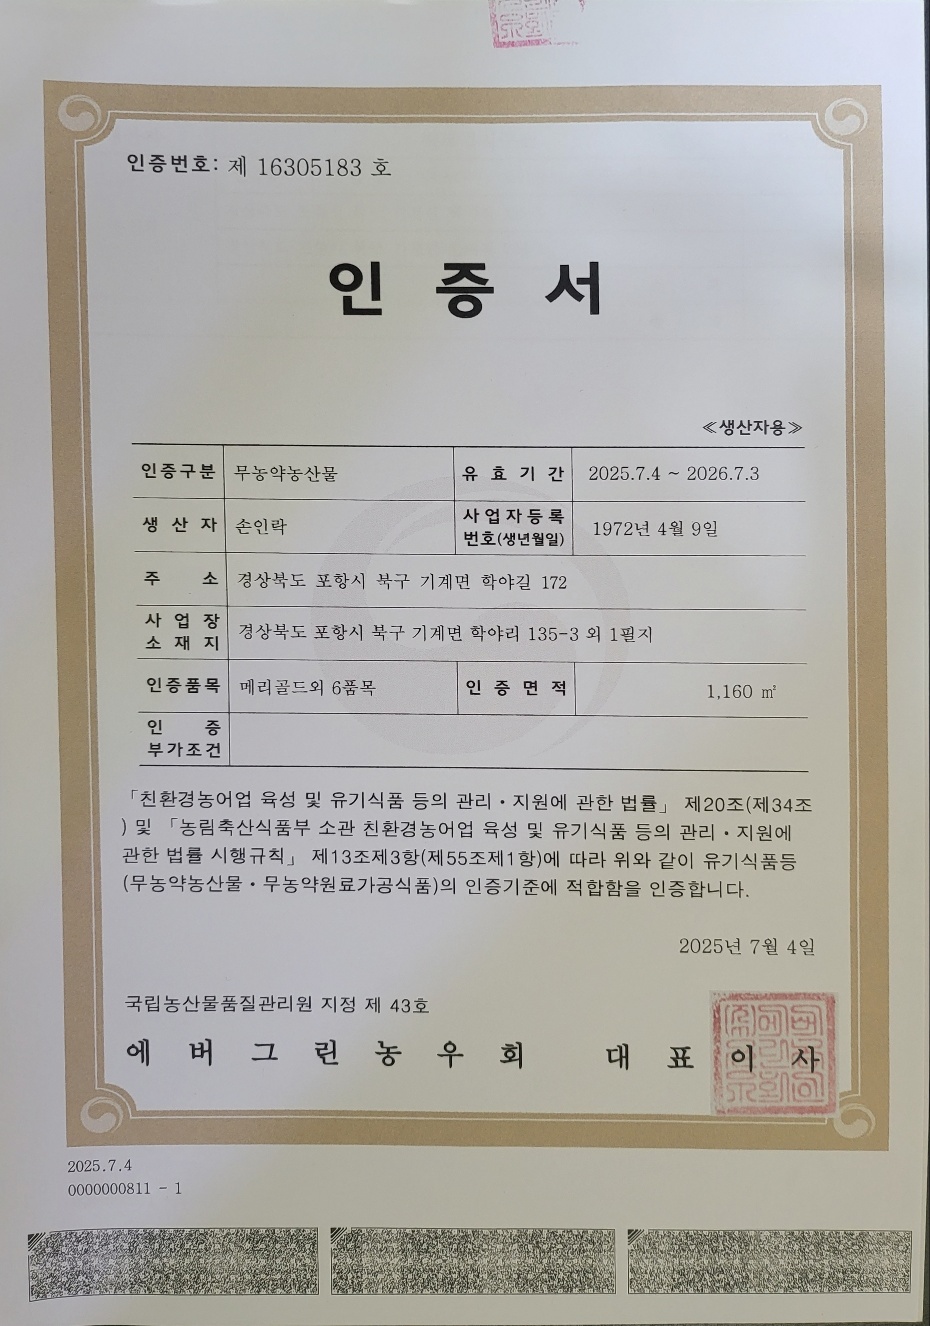 인증번호: 제 16305183 호
인 증 서
≪생산자용≫
인증구분 무농약농산물 유 효 기 간 2025.7.4 ~ 2026.7.3
생 산 자 손인락 사업자등록 번호(생년월일) 1972년 4월 9일
주 소 경상북도 포항시 북구 기계면 학야길 172
사 업 장 소 재 지 경상북도 포항시 북구 기계면 학야리 135-3 외 1필지
인증품목 메리골드외 6품목 인 증 면 적 1,160 ㎡
인 증 부가조건
「친환경농어업 육성 및 유기식품 등의 관리・지원에 관한 법률」 제20조(제34조
) 및 「농림축산식품부 소관 친환경농어업 육성 및 유기식품 등의 관리・지원에
관한 법률 시행규칙」 제13조제3항(제55조제1항)에 따라 위와 같이 유기식품등
(무농약농산물・무농약원료가공식품)의 인증기준에 적합함을 인증합니다.
2025년 7월 4일
국립농산물품질관리원 지정 제 43호
에 버 그 린 농 우 회 대 표 이 사
2025.7.4
0000000811 - 1